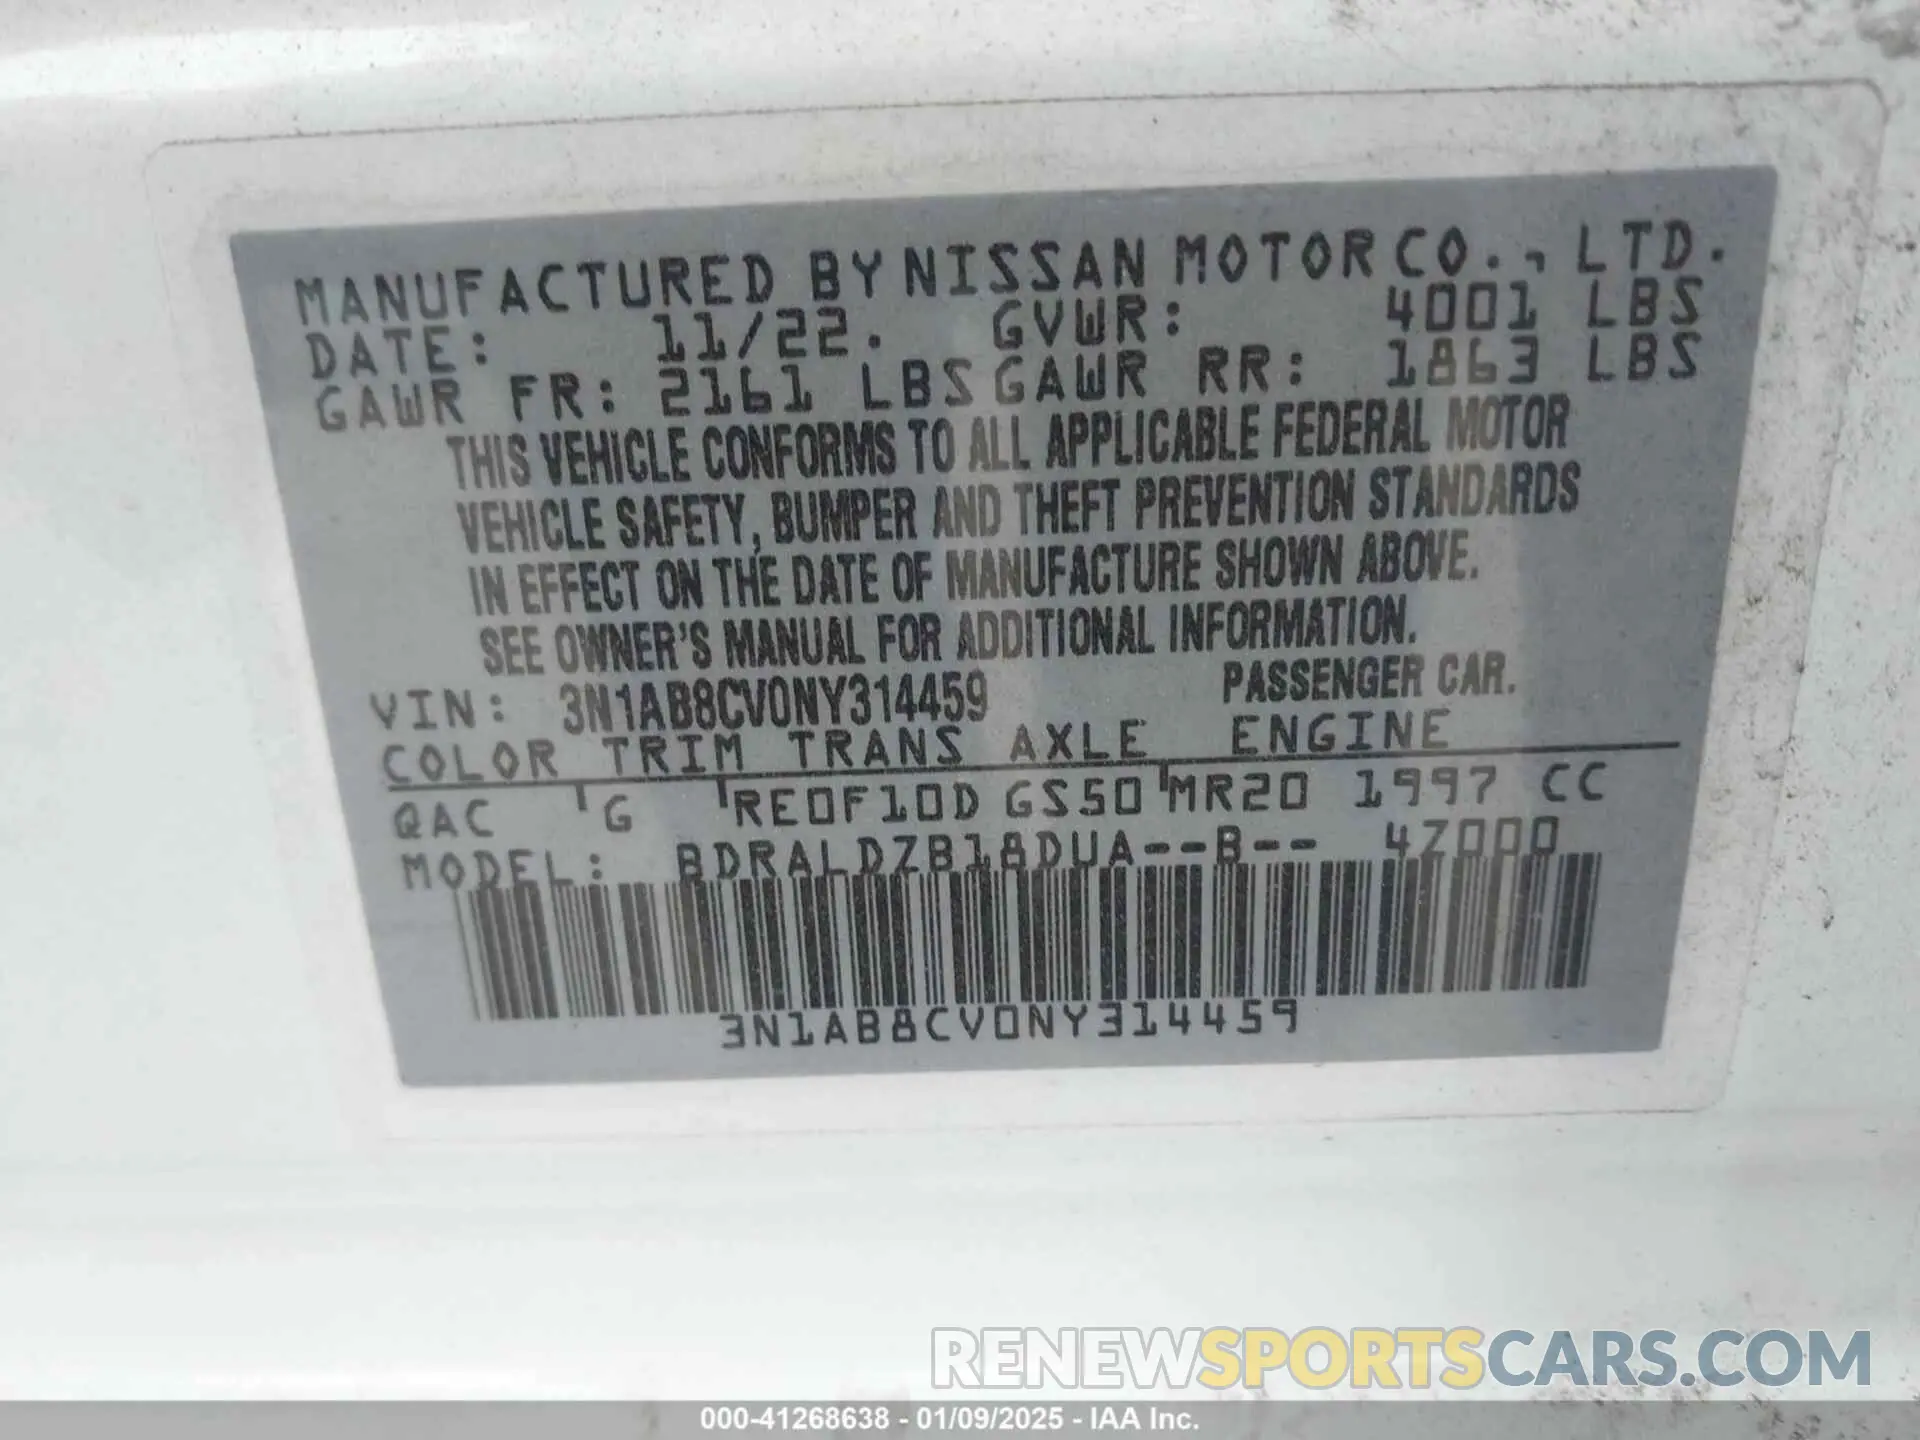 MANUFACTURED BY NISSAN MOTOR CO., LTD.
DATE: 11/22. GVWR: 4001 LBS
GAWR FR: 2161 LBS GAWR RR: 1863 LBS
THIS VEHICLE CONFORMS TO ALL APPLICABLE FEDERAL MOTOR
VEHICLE SAFETY, BUMPER AND THEFT PREVENTION STANDARDS
IN EFFECT ON THE DATE OF MANUFACTURE SHOWN ABOVE.
SEE OWNER'S MANUAL FOR ADDITIONAL INFORMATION.
VIN: 3N1AB8CV0NY314459 PASSENGER CAR.
COLOR TRIM TRANS AXLE ENGINE
QAC G RE0F10D GS50 MR20 1997 CC
MODEL: BDRALDZB18DUA--B-- 4Z000
3N1AB8CV0NY314459
RENEWSPORTSCARS.COM
000-41268638 - 01/09/2025 - IAA Inc.